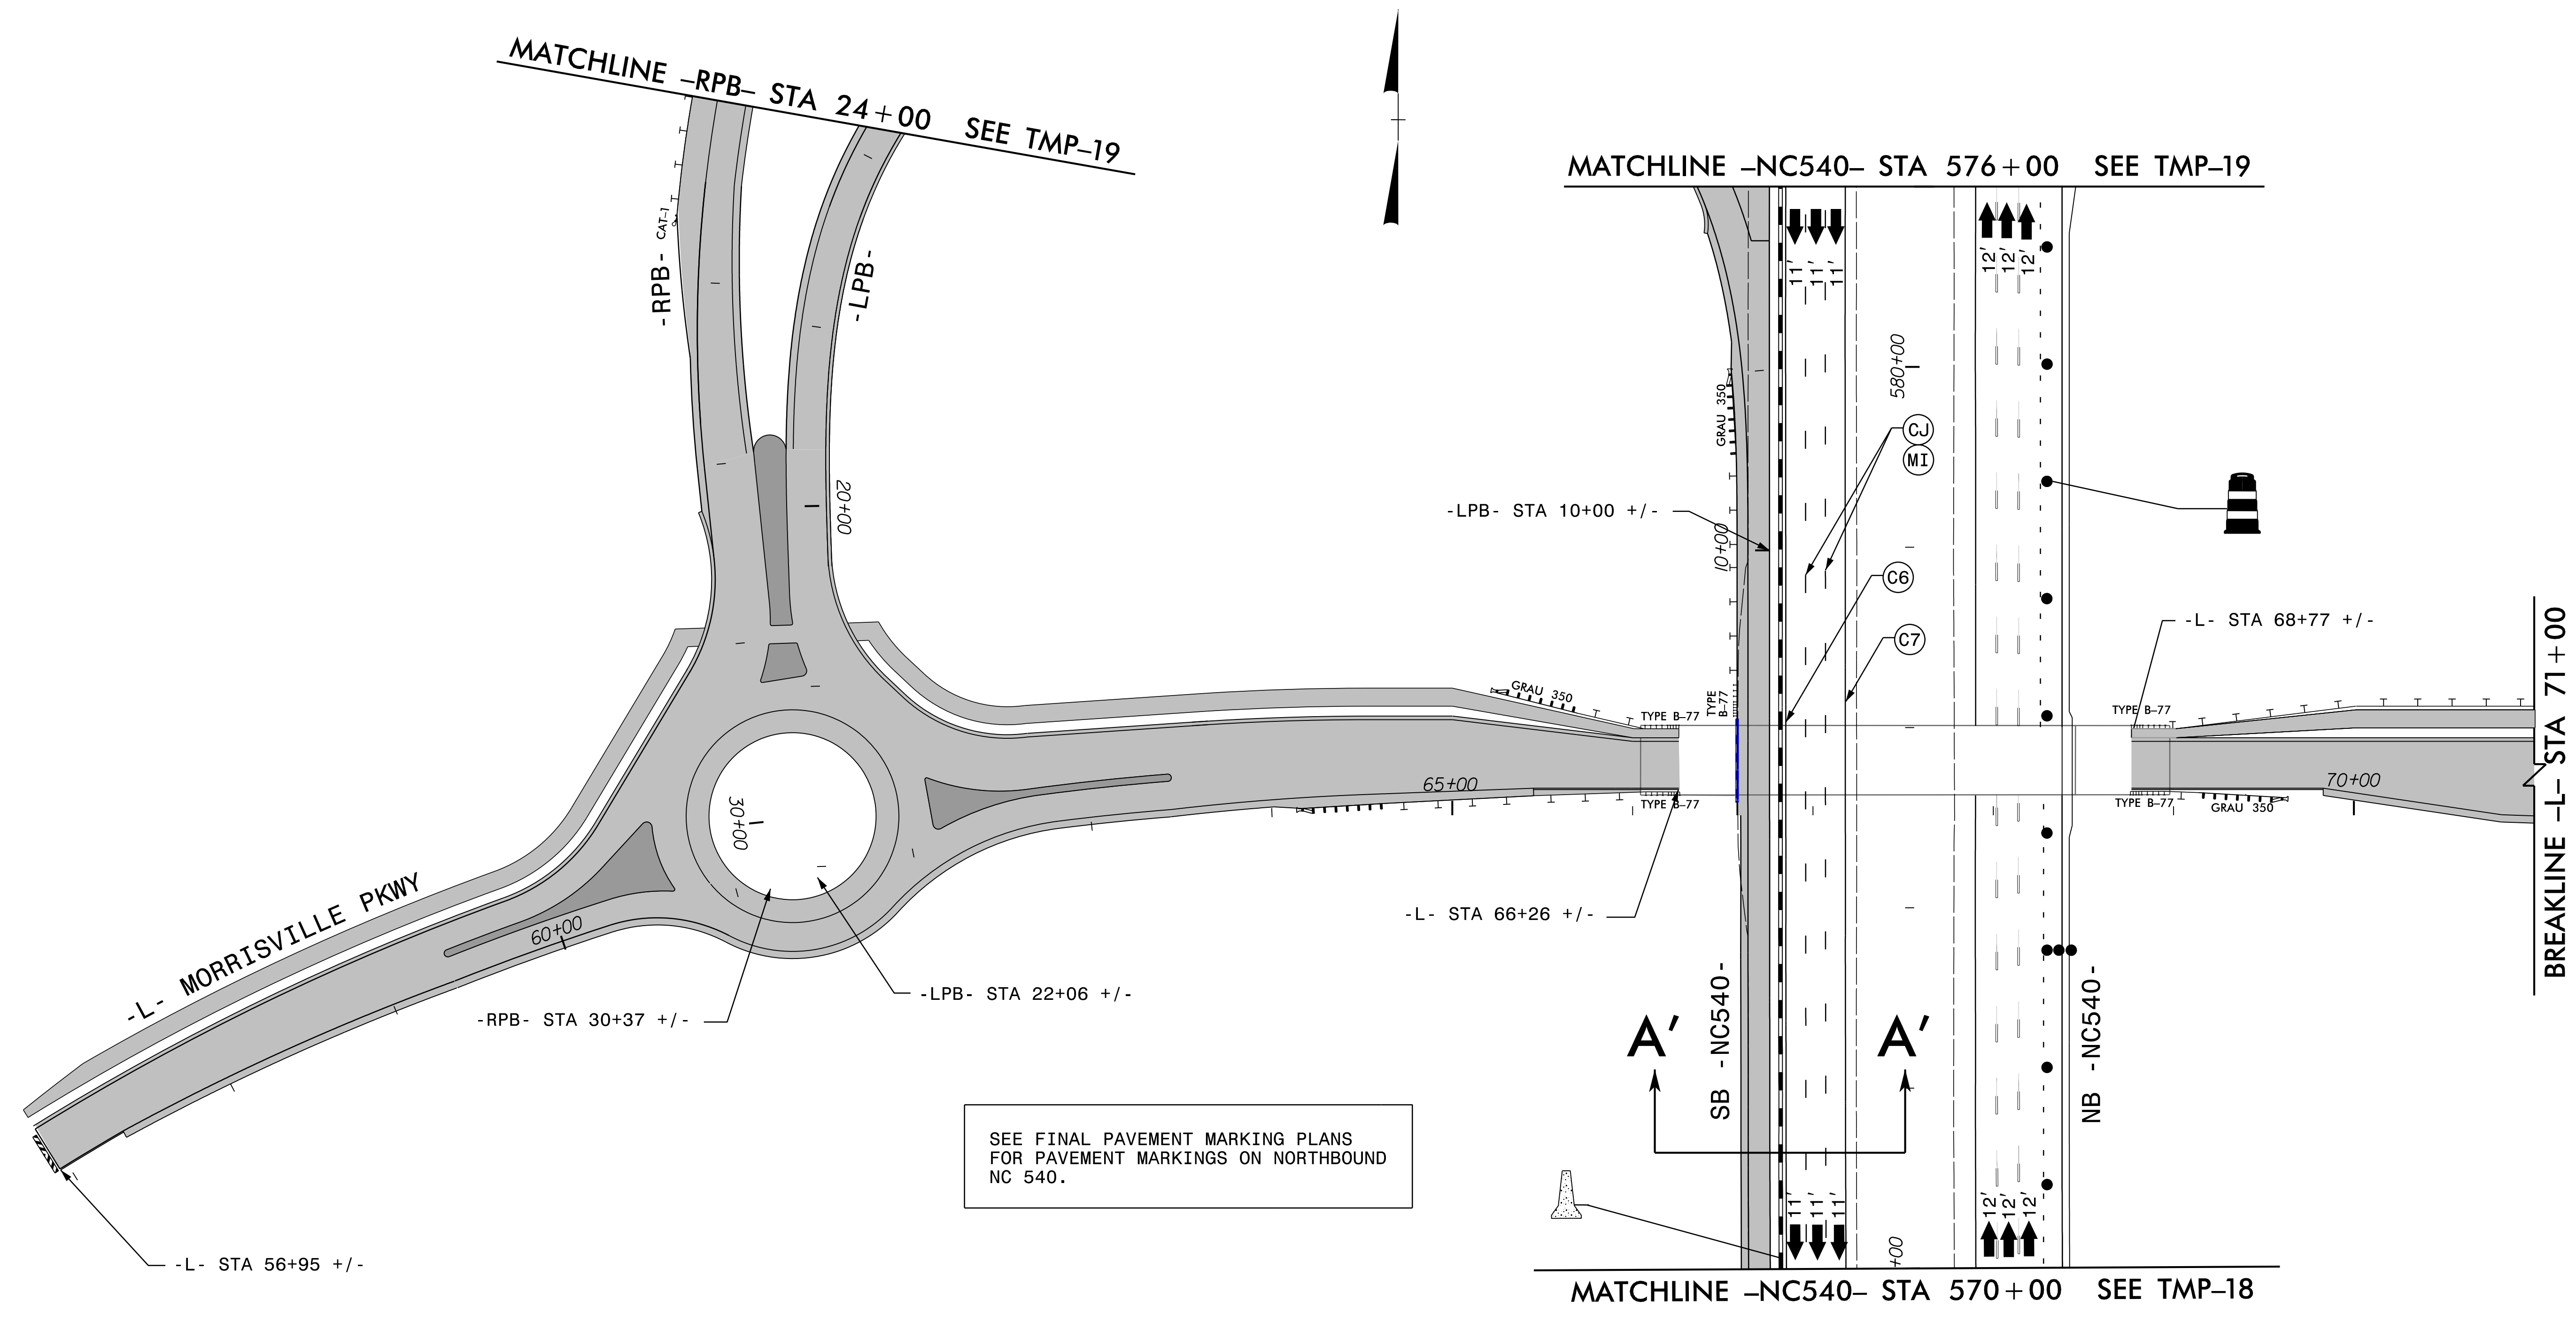 MATCHLINE –RPB– STA 24+00 SEE TMP–19
MATCHLINE –NC540– STA 576+00 SEE TMP–19
-RPB-
CAT-1
-LPB-
11' 11' 11'
12' 12' 12'
580+00
GRAU 350
CJ
MI
-LPB- STA 10+00 +/-
10+00
20+00
C6
C7
-L- STA 68+77 +/-
BREAKLINE –L– STA 71+00
GRAU 350
TYPE B–77
TYPE B–77
TYPE B–77
65+00
70+00
TYPE B–77
TYPE B–77
GRAU 350
30+00
-L- MORRISVILLE PKWY
60+00
-L- STA 66+26 +/-
-LPB- STA 22+06 +/-
-RPB- STA 30+37 +/-
SB -NC540-
NB -NC540-
A' A'
SEE FINAL PAVEMENT MARKING PLANS
FOR PAVEMENT MARKINGS ON NORTHBOUND
NC 540.
11' 11' 11'
12' 12' 12'
+00
-L- STA 56+95 +/-
MATCHLINE –NC540– STA 570+00 SEE TMP–18